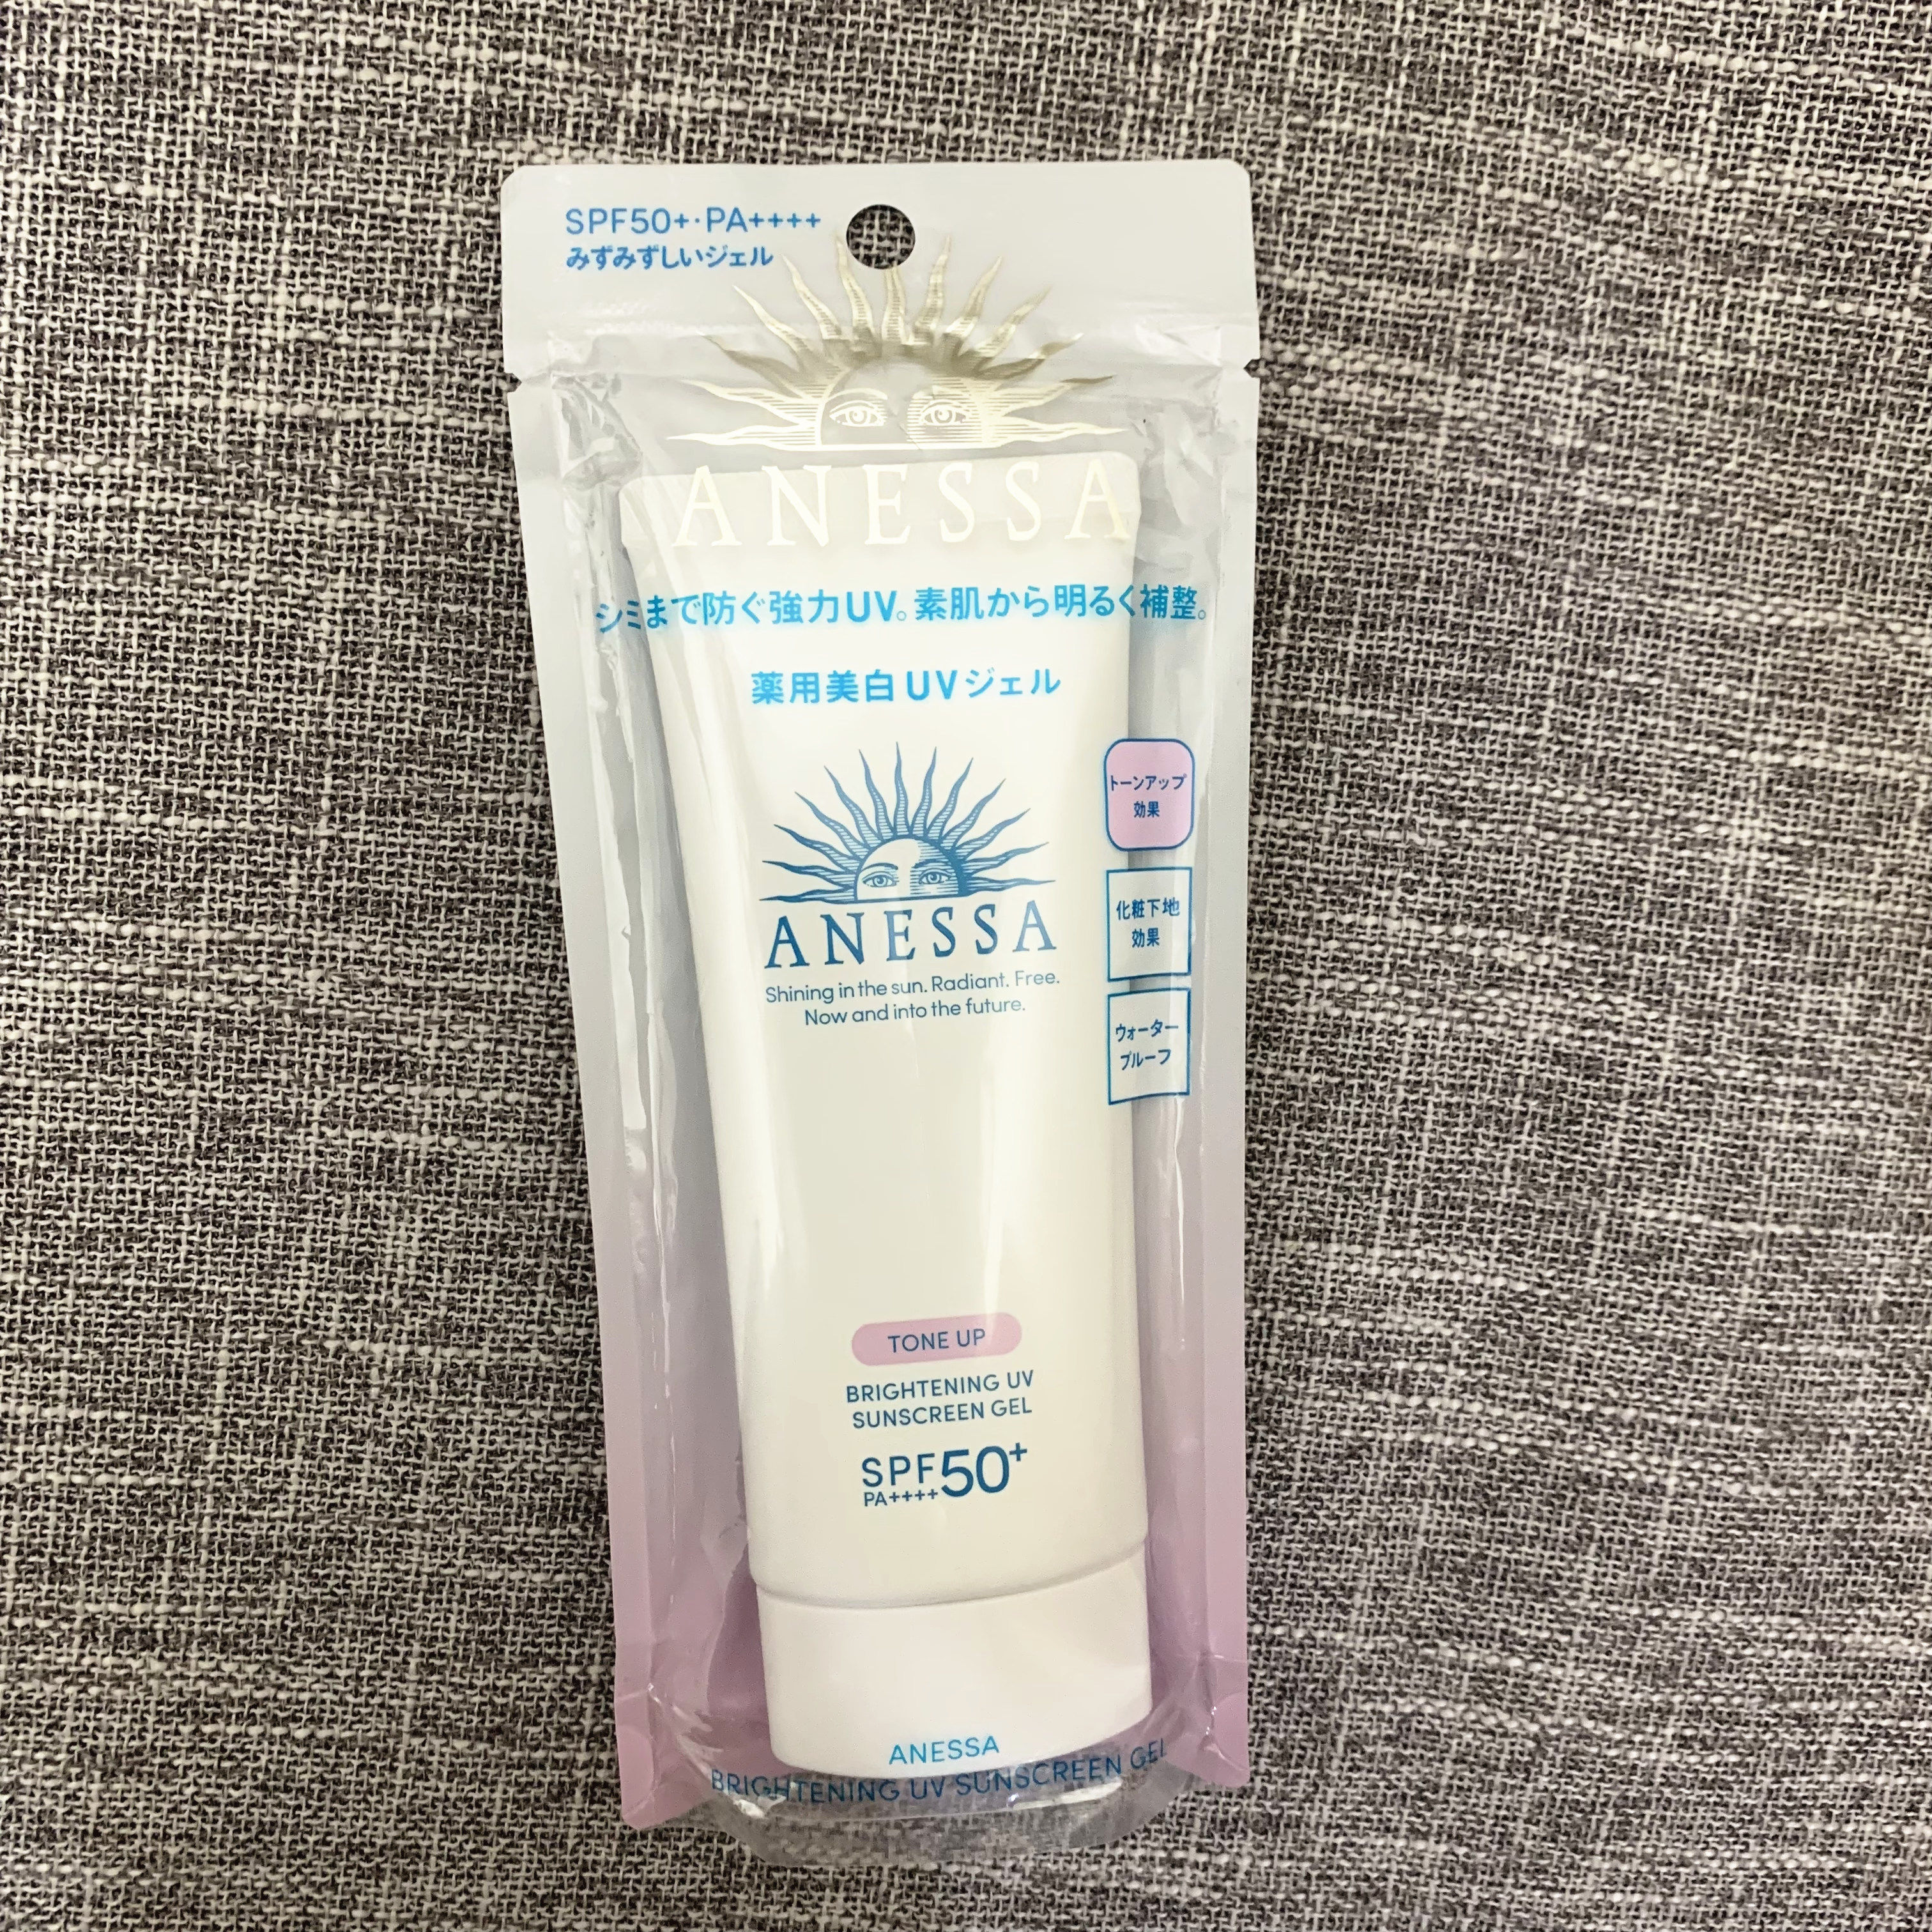 SPF50+・PA++++
みずみずしいジェル
ANESSA
シミまで防ぐ強力UV。素肌から明るく補整。
薬用美白UVジェル
トーンアップ
効果
化粧下地
効果
ウォーター
プルーフ
ANESSA
Shining in the sun. Radiant. Free.
Now and into the future.
TONE UP
BRIGHTENING UV
SUNSCREEN GEL
SPF50+
PA++++
ANESSA
BRIGHTENING UV SUNSCREEN GEL